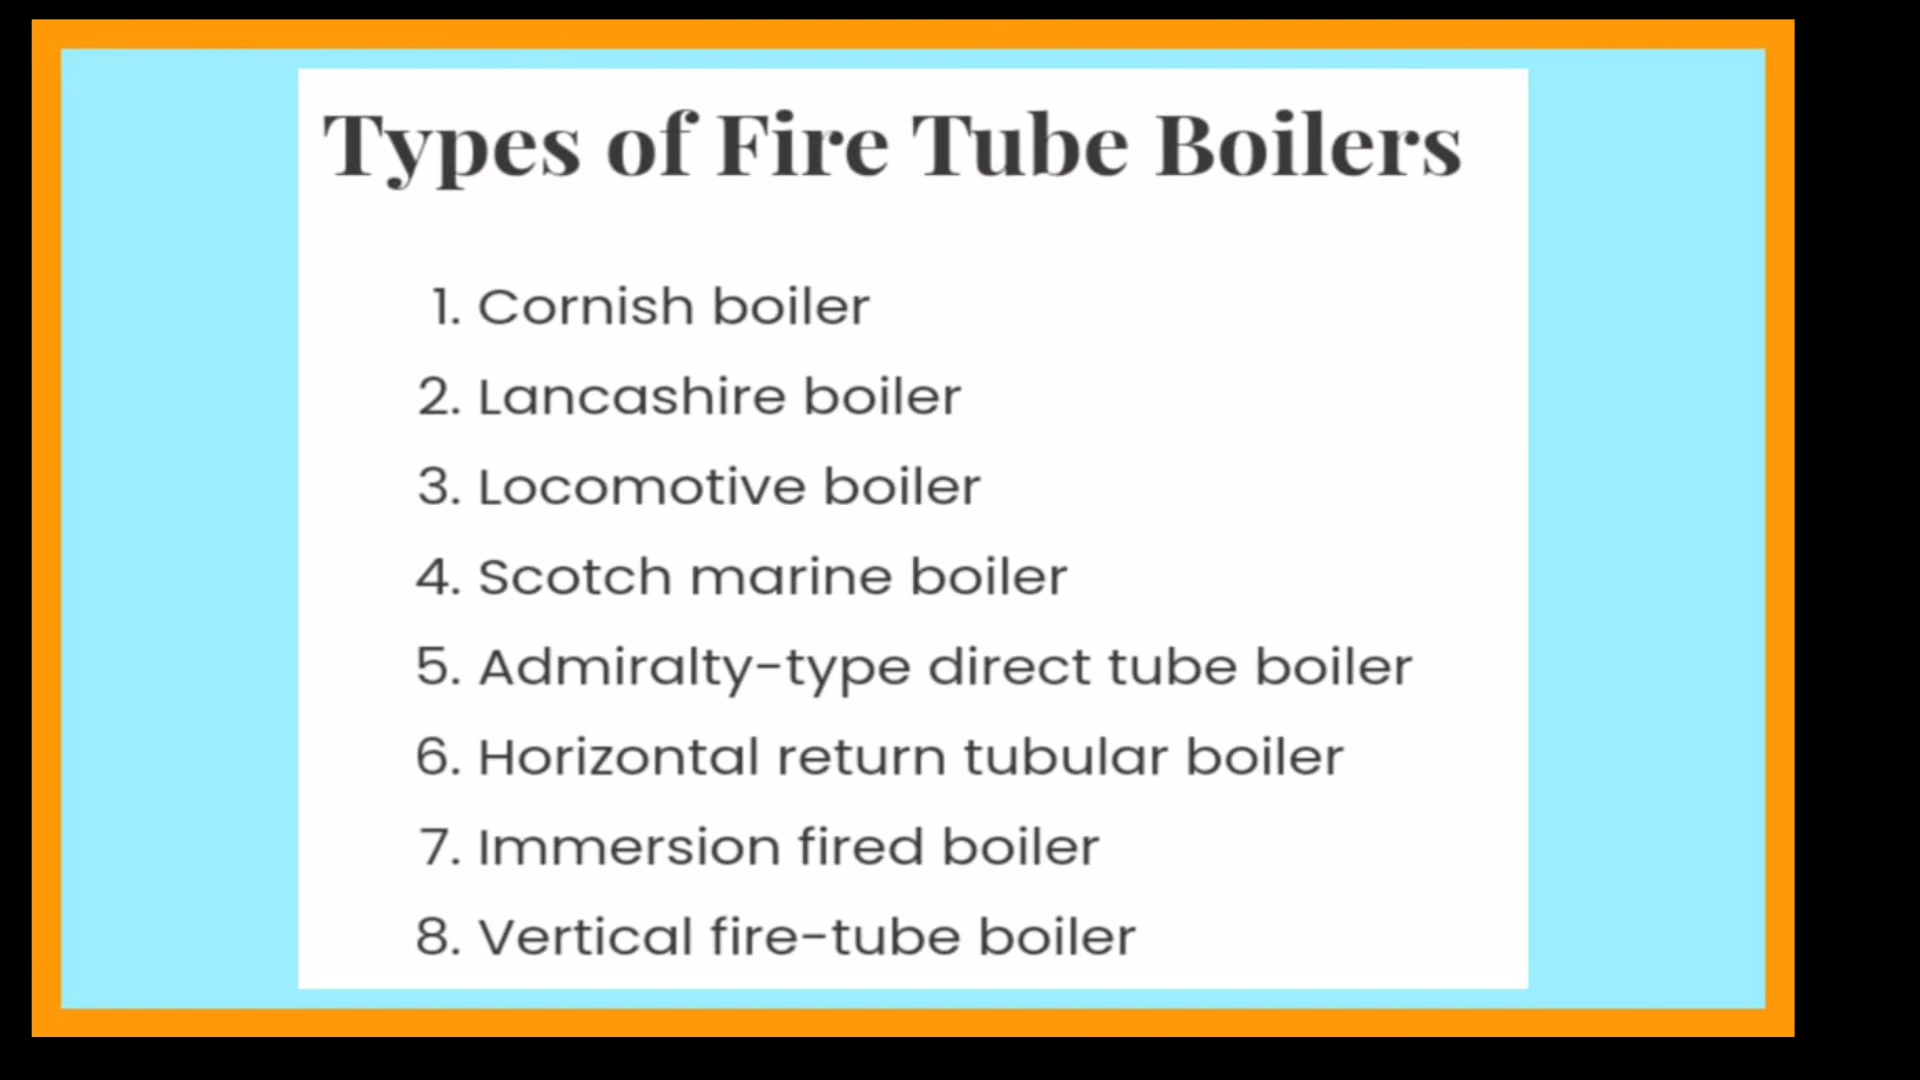 Types of Fire Tube Boilers
1. Cornish boiler
2. Lancashire boiler
3. Locomotive boiler
4. Scotch marine boiler
5. Admiralty-type direct tube boiler
6. Horizontal return tubular boiler
7. Immersion fired boiler
8. Vertical fire-tube boiler